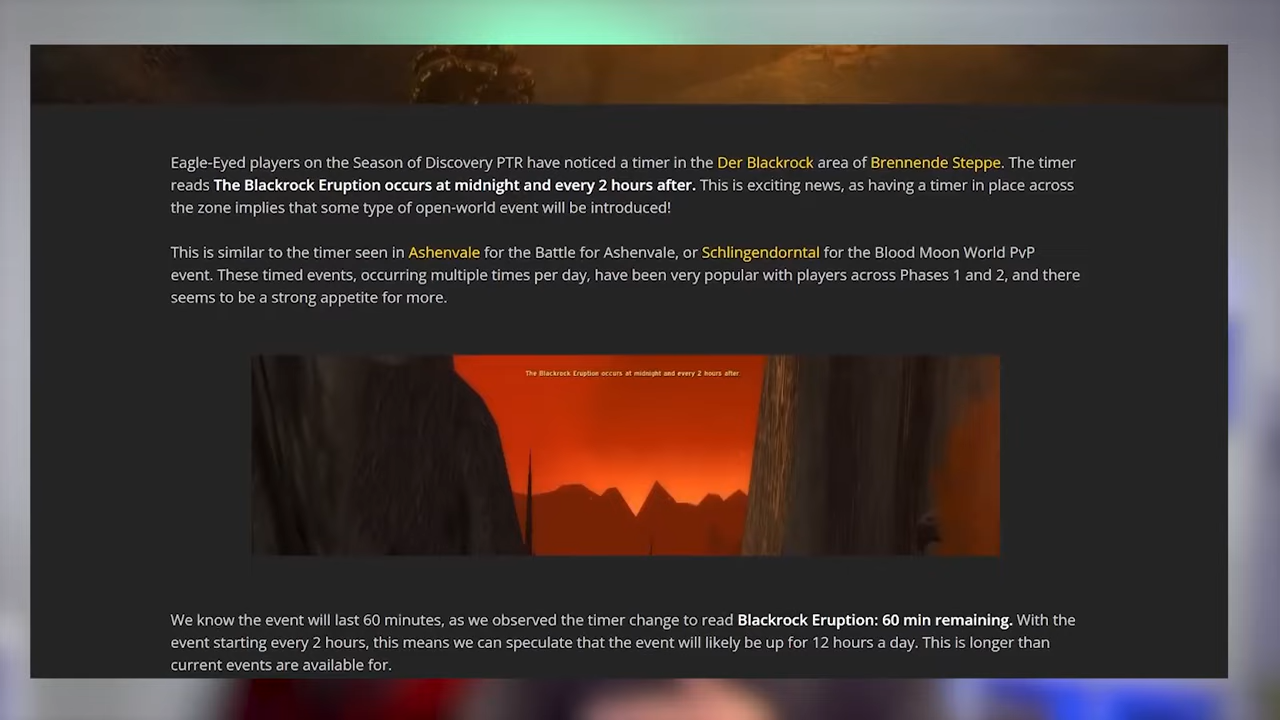 Eagle-Eyed players on the Season of Discovery PTR have noticed a timer in the Der Blackrock area of Brennende Steppe. The timer
reads The Blackrock Eruption occurs at midnight and every 2 hours after. This is exciting news, as having a timer in place across
the zone implies that some type of open-world event will be introduced!
This is similar to the timer seen in Ashenvale for the Battle for Ashenvale, or Schlingendorntal for the Blood Moon World PvP
event. These timed events, occurring multiple times per day, have been very popular with players across Phases 1 and 2, and there
seems to be a strong appetite for more.
The Blackrock Eruption occurs at midnight and every 2 hours after.
We know the event will last 60 minutes, as we observed the timer change to read Blackrock Eruption: 60 min remaining. With the
event starting every 2 hours, this means we can speculate that the event will likely be up for 12 hours a day. This is longer than
current events are available for.